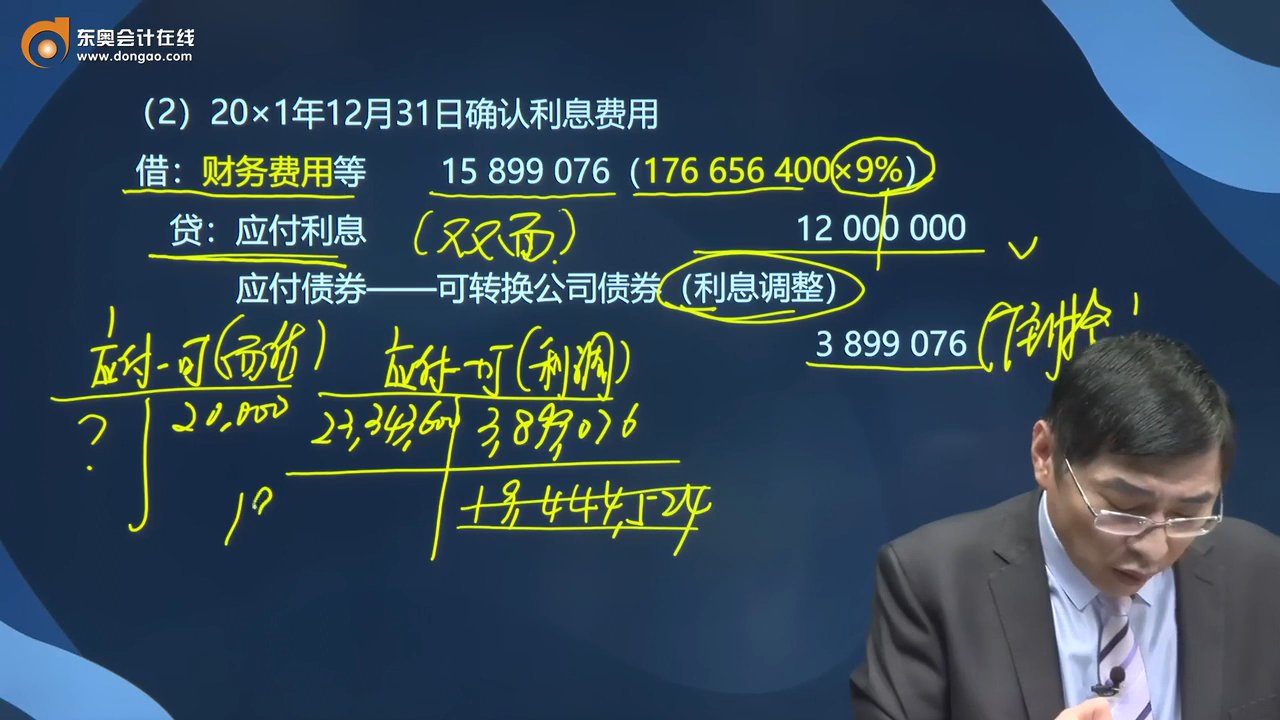 东奥会计在线
www.dongao.com
（2）20×1年12月31日确认利息费用
借：财务费用等 15 899 076（176 656 400×9%）
贷：应付利息 （双面） 12 000 000
应付债券——可转换公司债券（利息调整）
3 899 076
应付—可（面值） 应付—可（利调）
? 20,000 23,343,600 3,899,076
19,444,524